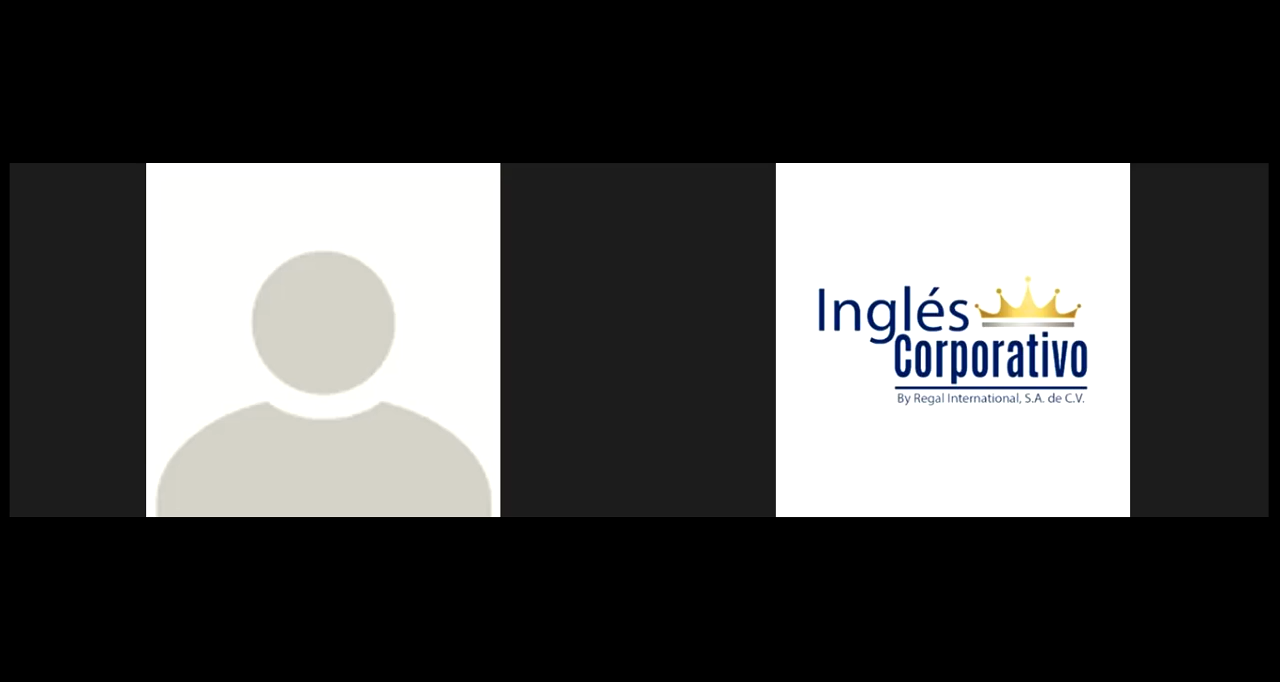 Inglés
Corporativo
By Regal International, S.A. de C.V.